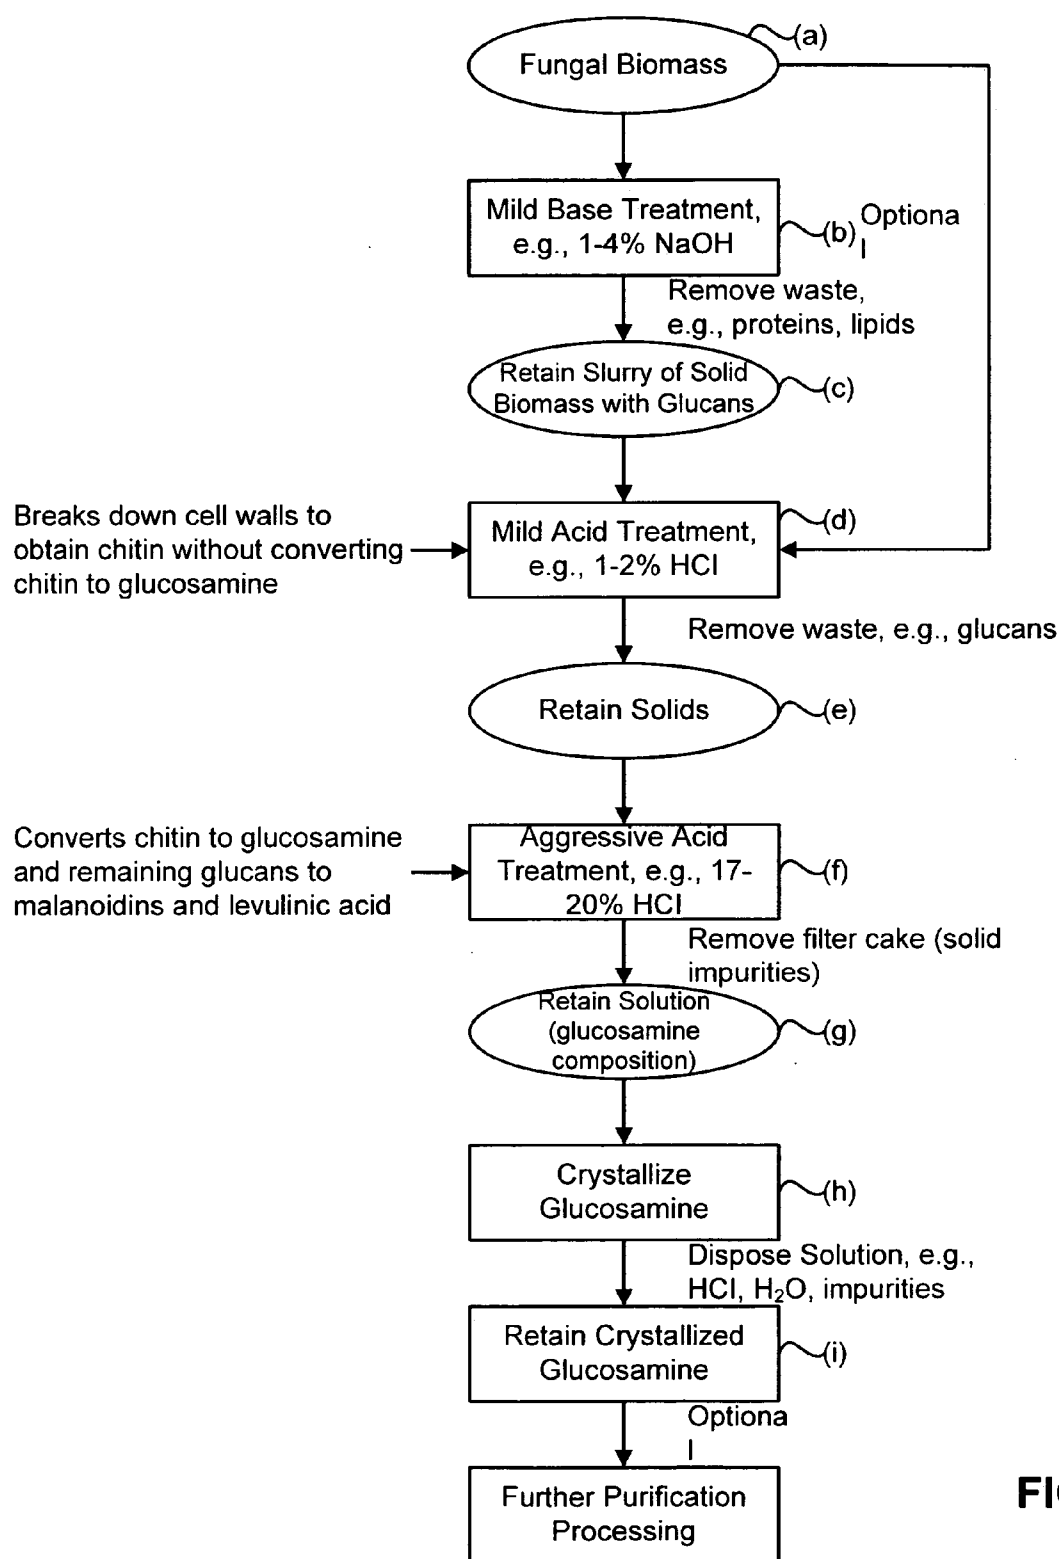 (a)
Fungal Biomass
Mild Base Treatment,
e.g., 1-4% NaOH
(b)
Optiona
l
Remove waste,
e.g., proteins, lipids
Retain Slurry of Solid
Biomass with Glucans
(c)
Breaks down cell walls to
obtain chitin without converting
chitin to glucosamine
Mild Acid Treatment,
e.g., 1-2% HCl
(d)
Remove waste, e.g., glucans
Retain Solids
(e)
Converts chitin to glucosamine
and remaining glucans to
malanoidins and levulinic acid
Aggressive Acid
Treatment, e.g., 17-
20% HCl
(f)
Remove filter cake (solid
impurities)
Retain Solution
(glucosamine
composition)
(g)
Crystallize
Glucosamine
(h)
Dispose Solution, e.g.,
HCl, H₂O, impurities
Retain Crystallized
Glucosamine
(i)
Optiona
l
Further Purification
Processing